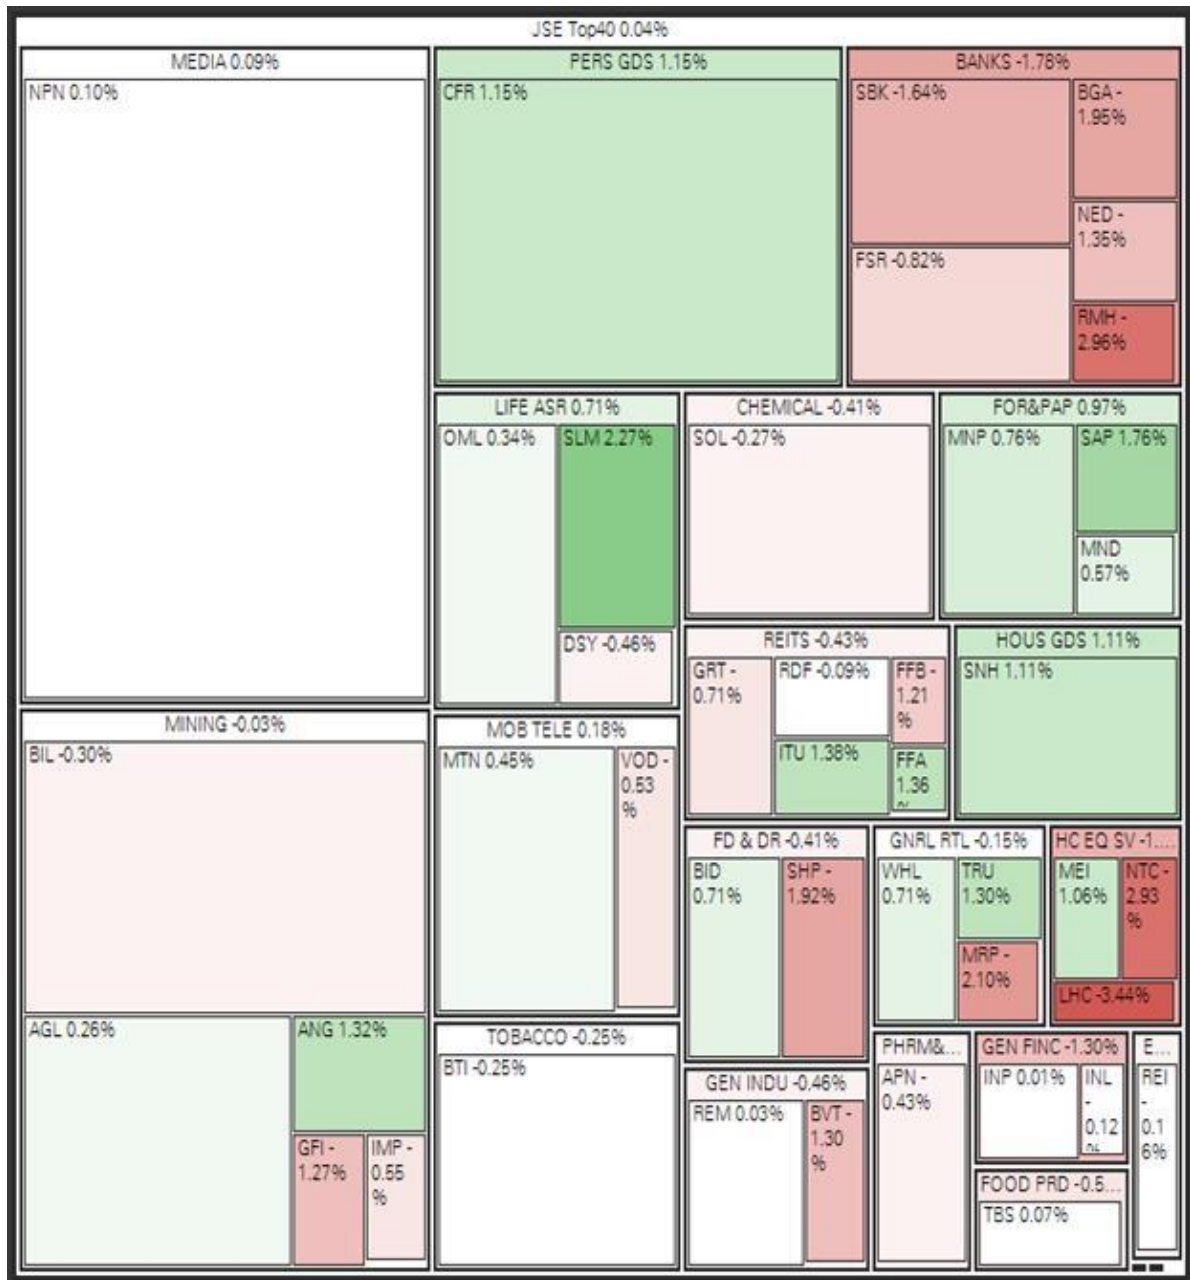 JSE Top40 0.04%
MEDIA 0.09%
NPN 0.10%
PERS GDS 1.15%
CFR 1.15%
BANKS -1.78%
SBK -1.64%
BGA -
1.95%
NED -
1.35%
FSR -0.82%
RMH -
2.96%
LIFE ASR 0.71%
OML 0.34%
SLM 2.27%
DSY -0.46%
CHEMICAL -0.41%
SOL -0.27%
FOR&PAP 0.97%
MNP 0.76%
SAP 1.76%
MND
0.57%
REITS -0.43%
GRT -
0.71%
RDF -0.09%
FFB -
1.21
%
ITU 1.38%
FFA
1.36
%
HOUS GDS 1.11%
SNH 1.11%
MINING -0.03%
BIL -0.30%
AGL 0.26%
ANG 1.32%
GFI -
1.27%
IMP -
0.55
%
MOB TELE 0.18%
MTN 0.45%
VOD -
0.53
%
TOBACCO -0.25%
BTI -0.25%
FD & DR -0.41%
BID
0.71%
SHP -
1.92%
GNRL RTL -0.15%
WHL
0.71%
TRU
1.30%
MRP -
2.10%
HC EQ SV -1....
MEI
1.06%
NTC -
2.93
%
LHC -3.44%
GEN INDU -0.46%
REM 0.03%
BVT -
1.30
%
PHRM&...
APN -
0.43%
GEN FINC -1.30%
INP 0.01%
INL
-
0.12
%
FOOD PRD -0.5...
TBS 0.07%
E...
REI
-
0.1
6%